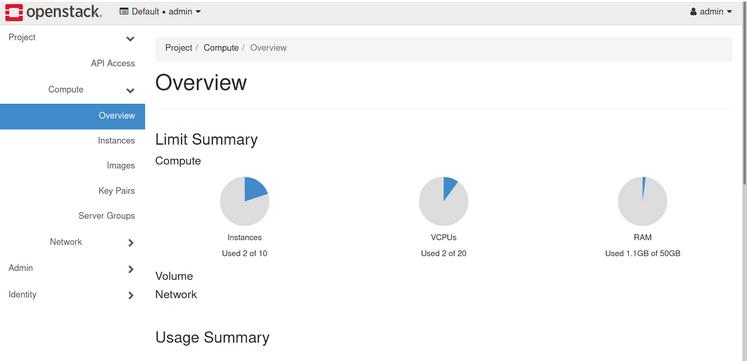 openstack.
Default • admin
admin
Project
API Access
Compute
Overview
Instances
Images
Key Pairs
Server Groups
Network
Admin
Identity
Project / Compute / Overview
Overview
Limit Summary
Compute
Instances
Used 2 of 10
VCPUs
Used 2 of 20
RAM
Used 1.1GB of 50GB
Volume
Network
Usage Summary